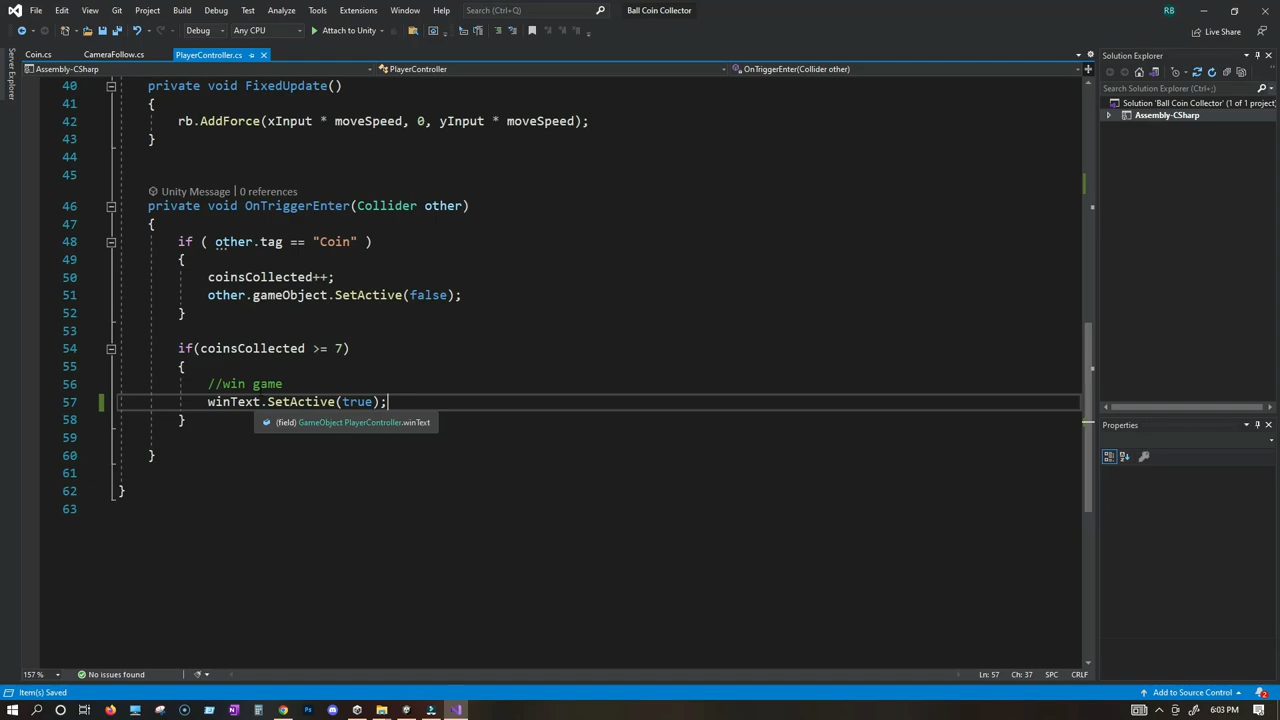 File Edit View Git Project Build Debug Test Analyze Tools Extensions Window Help Search (Ctrl+Q) Ball Coin Collector RB
Debug Any CPU Attach to Unity Live Share
Server Explorer
Coin.cs CameraFollow.cs PlayerController.cs
Assembly-CSharp PlayerController OnTriggerEnter(Collider other)
40 private void FixedUpdate()
41 {
42 rb.AddForce(xInput * moveSpeed, 0, yInput * moveSpeed);
43 }
44
45
Unity Message | 0 references
46 private void OnTriggerEnter(Collider other)
47 {
48 if ( other.tag == "Coin" )
49 {
50 coinsCollected++;
51 other.gameObject.SetActive(false);
52 }
53
54 if(coinsCollected >= 7)
55 {
56 //win game
57 winText.SetActive(true);
(field) GameObject PlayerController.winText
58 }
59
60 }
61
62 }
63
157 % No issues found Ln: 57 Ch: 37 SPC CRLF
Solution Explorer
Search Solution Explorer (Ctrl+;)
Solution 'Ball Coin Collector' (1 of 1 project)
Assembly-CSharp
Properties
Item(s) Saved Add to Source Control 2
6:03 PM